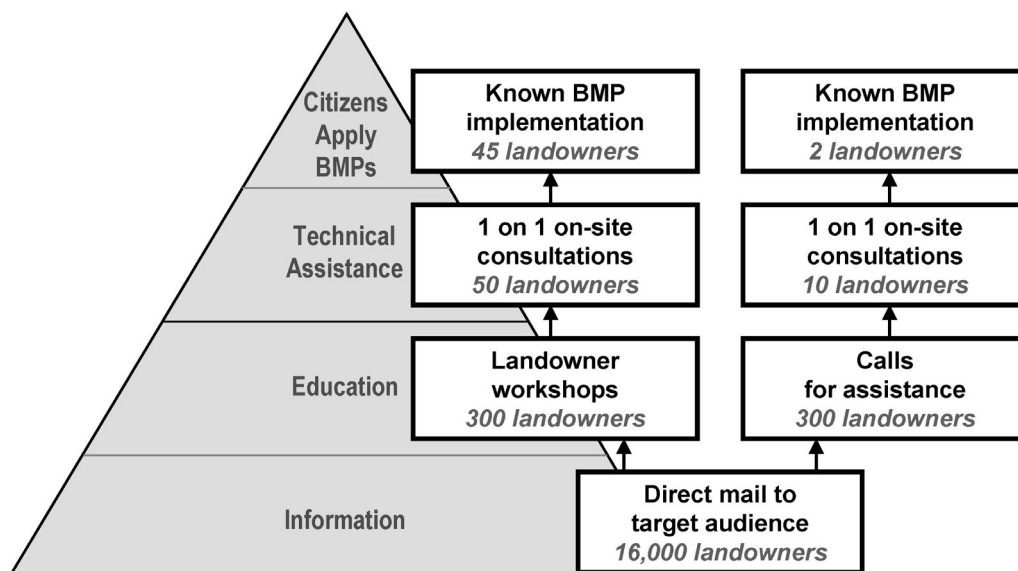 Citizens
Apply
BMPs
Known BMP
implementation
45 landowners
Known BMP
implementation
2 landowners
Technical
Assistance
1 on 1 on-site
consultations
50 landowners
1 on 1 on-site
consultations
10 landowners
Education
Landowner
workshops
300 landowners
Calls
for assistance
300 landowners
Information
Direct mail to
target audience
16,000 landowners